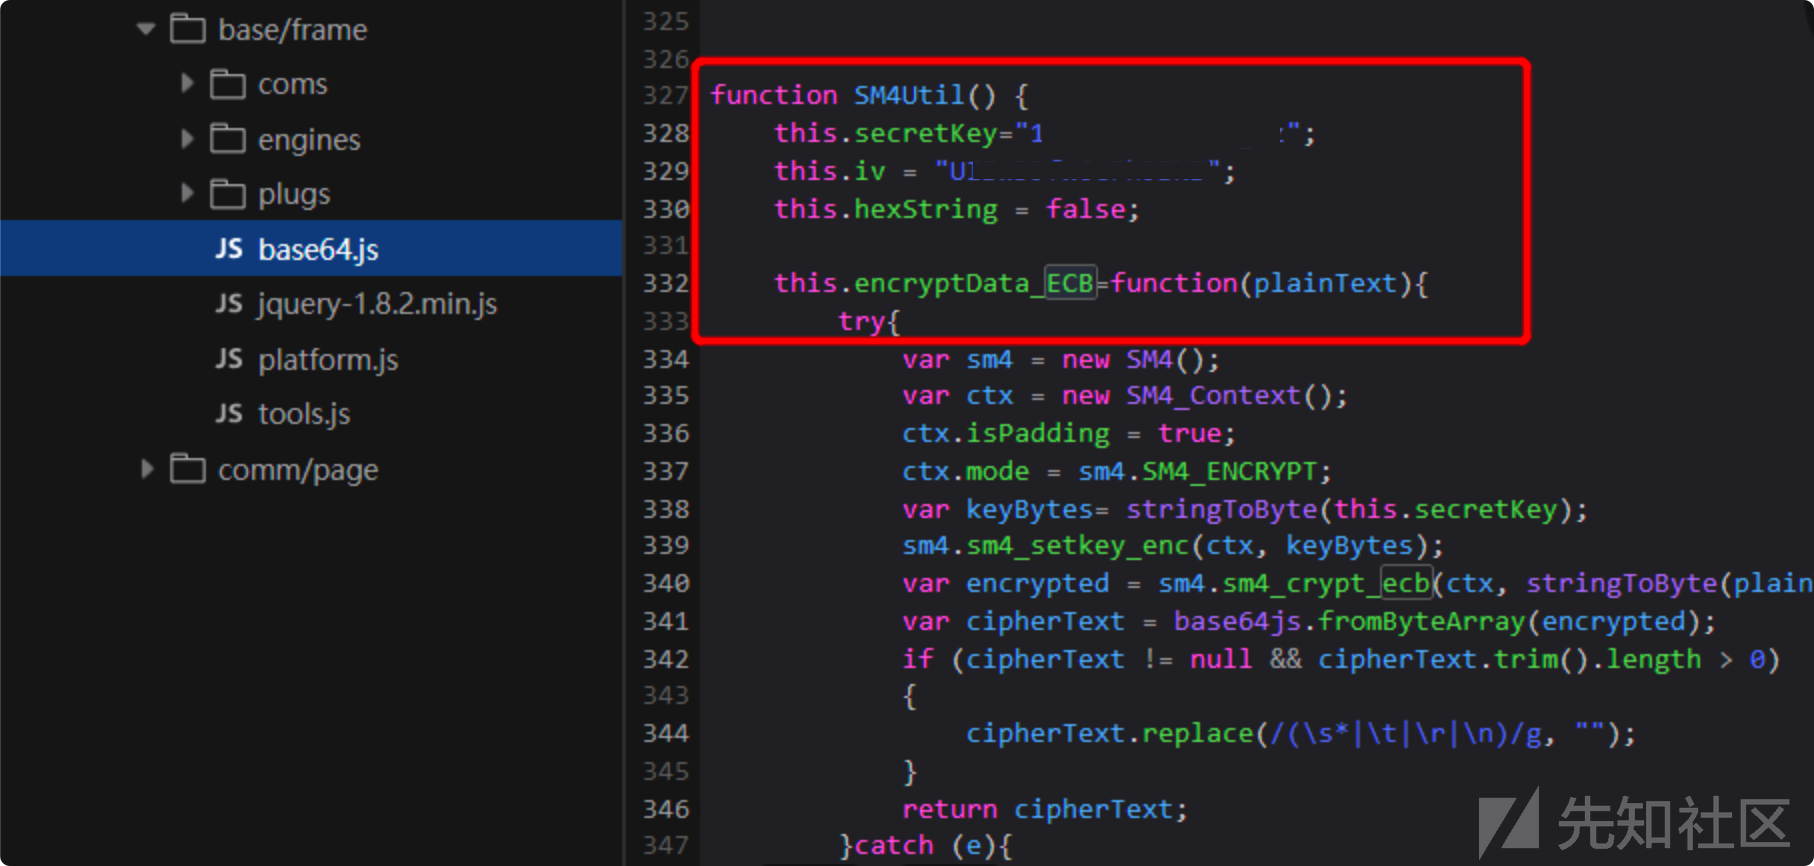 base/frame
coms
engines
plugs
JS base64.js
JS jquery-1.8.2.min.js
JS platform.js
JS tools.js
comm/page
325
326
327 function SM4Util() {
328 this.secretKey="1 ";
329 this.iv = "U ";
330 this.hexString = false;
331
332 this.encryptData_ECB=function(plainText){
333 try{
334 var sm4 = new SM4();
335 var ctx = new SM4_Context();
336 ctx.isPadding = true;
337 ctx.mode = sm4.SM4_ENCRYPT;
338 var keyBytes= stringToByte(this.secretKey);
339 sm4.sm4_setkey_enc(ctx, keyBytes);
340 var encrypted = sm4.sm4_crypt_ecb(ctx, stringToByte(plain
341 var cipherText = base64js.fromByteArray(encrypted);
342 if (cipherText != null && cipherText.trim().length > 0)
343 {
344 cipherText.replace(/(\s*|\t|\r|\n)/g, "");
345 }
346 return cipherText;
347 }catch (e){
先知社区